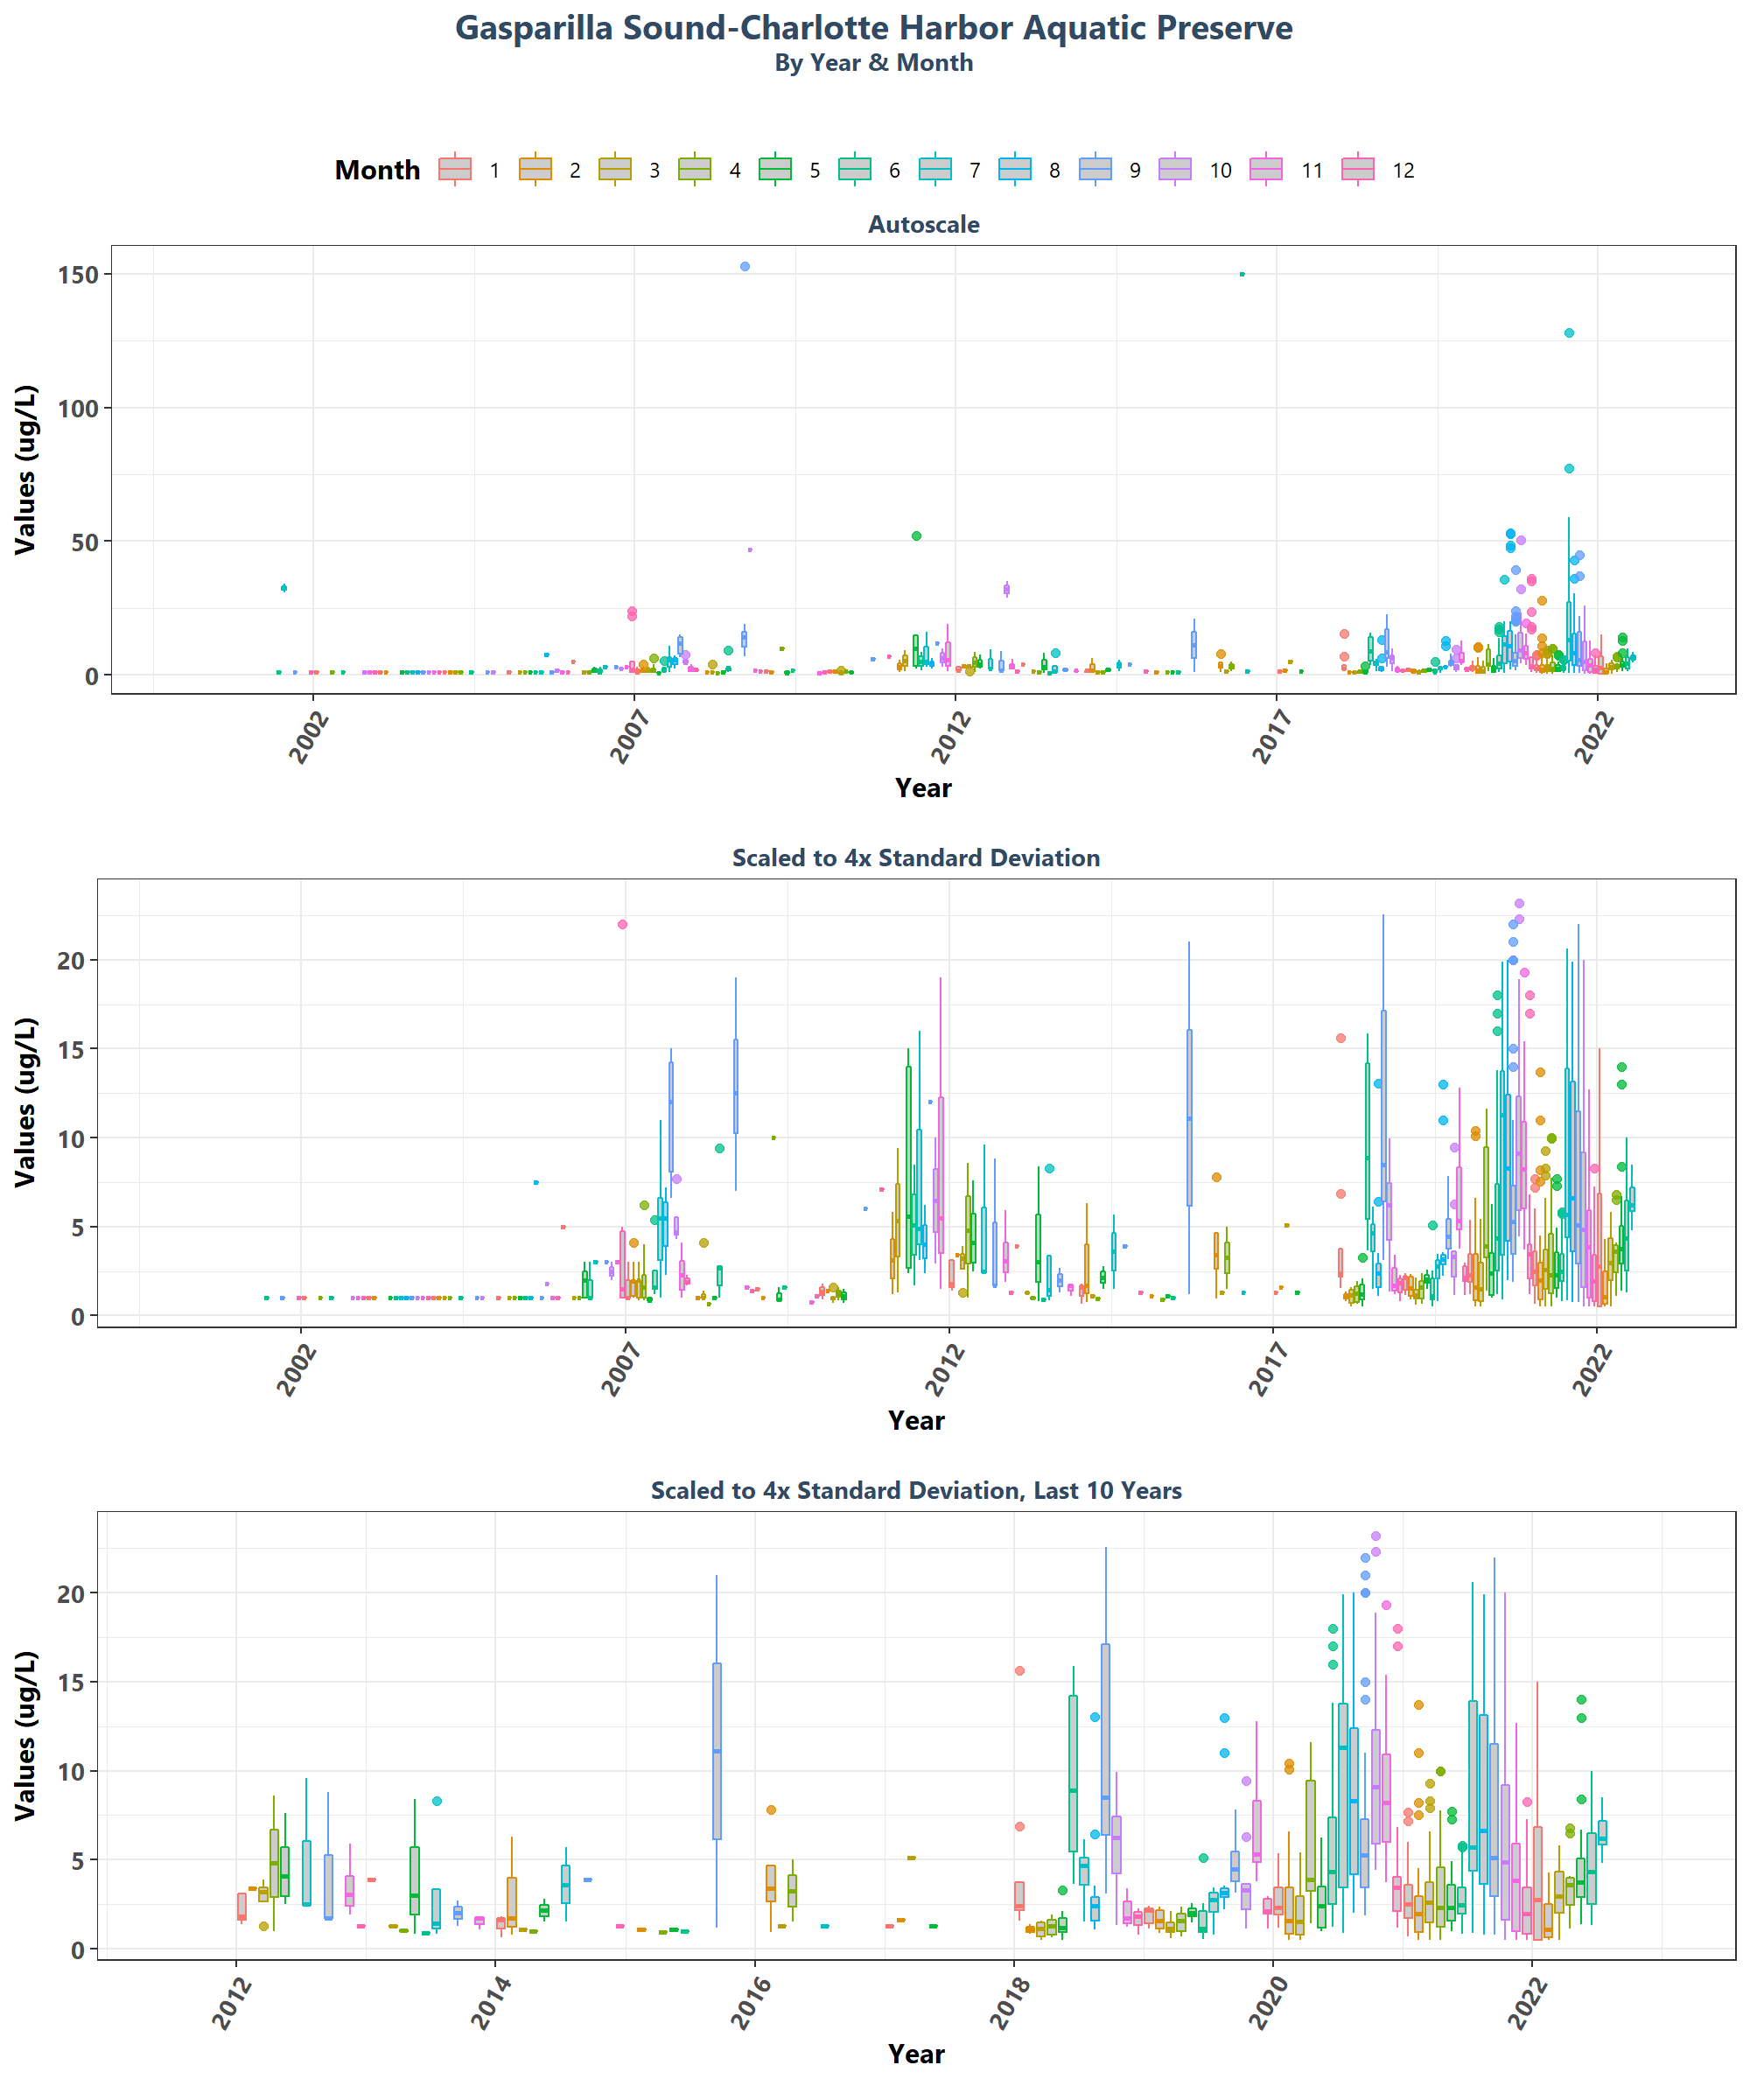 Gasparilla Sound-Charlotte Harbor Aquatic Preserve
By Year & Month
Month 1 2 3 4 5 6 7 8 9 10 11 12
Autoscale
Values (ug/L)
150
100
50
0
2002 2007 2012 2017 2022
Year
Scaled to 4x Standard Deviation
Values (ug/L)
20
15
10
5
0
2002 2007 2012 2017 2022
Year
Scaled to 4x Standard Deviation, Last 10 Years
Values (ug/L)
20
15
10
5
0
2012 2014 2016 2018 2020 2022
Year